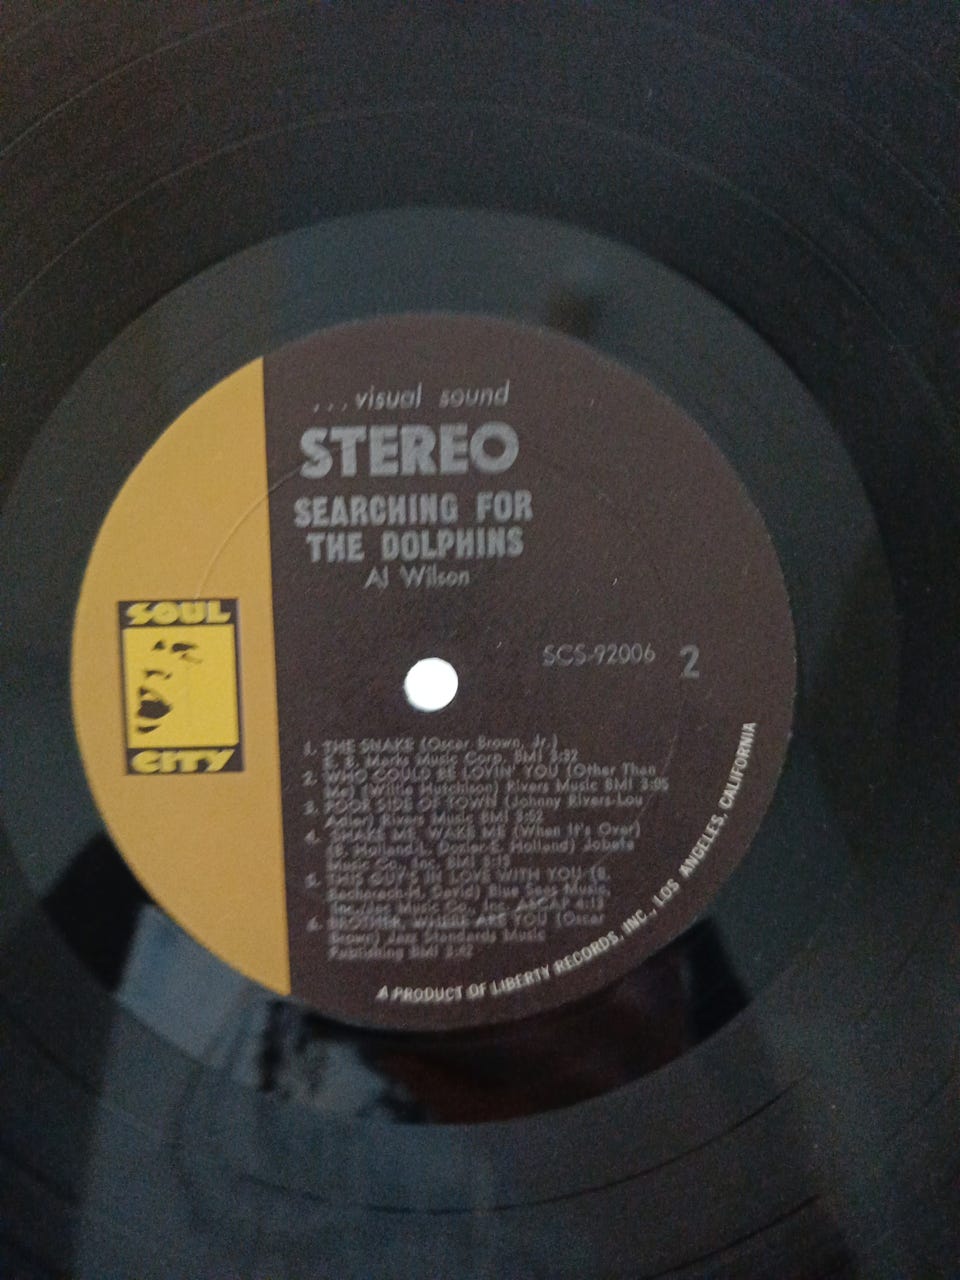 ...visual sound
STEREO
SEARCHING FOR
THE DOLPHINS
Al Wilson
SOUL
CITY
SCS-92006 2
1. THE SNAKE (Oscar Brown, Jr.)
E. B. Marks Music Corp. BMI 3:32
2. WHO COULD BE LOVIN' YOU (Other Than
Me) (Willie Hutchison) Rivers Music BMI 3:05
3. POOR SIDE OF TOWN (Johnny Rivers-Lou
Adler) Rivers Music BMI 3:52
4. SHAKE ME, WAKE ME (When It's Over)
(B. Holland-L. Dozier-E. Holland) Jobete
Music Co., Inc. BMI 3:15
5. THIS GUY'S IN LOVE WITH YOU (B.
Bacharach-H. David) Blue Seas Music,
Inc./Jac Music Co., Inc. ASCAP 4:13
6. BROTHER, WHERE ARE YOU (Oscar
Brown) Jazz Standards Music
Publishing BMI 3:42
A PRODUCT OF LIBERTY RECORDS, INC., LOS ANGELES, CALIFORNIA